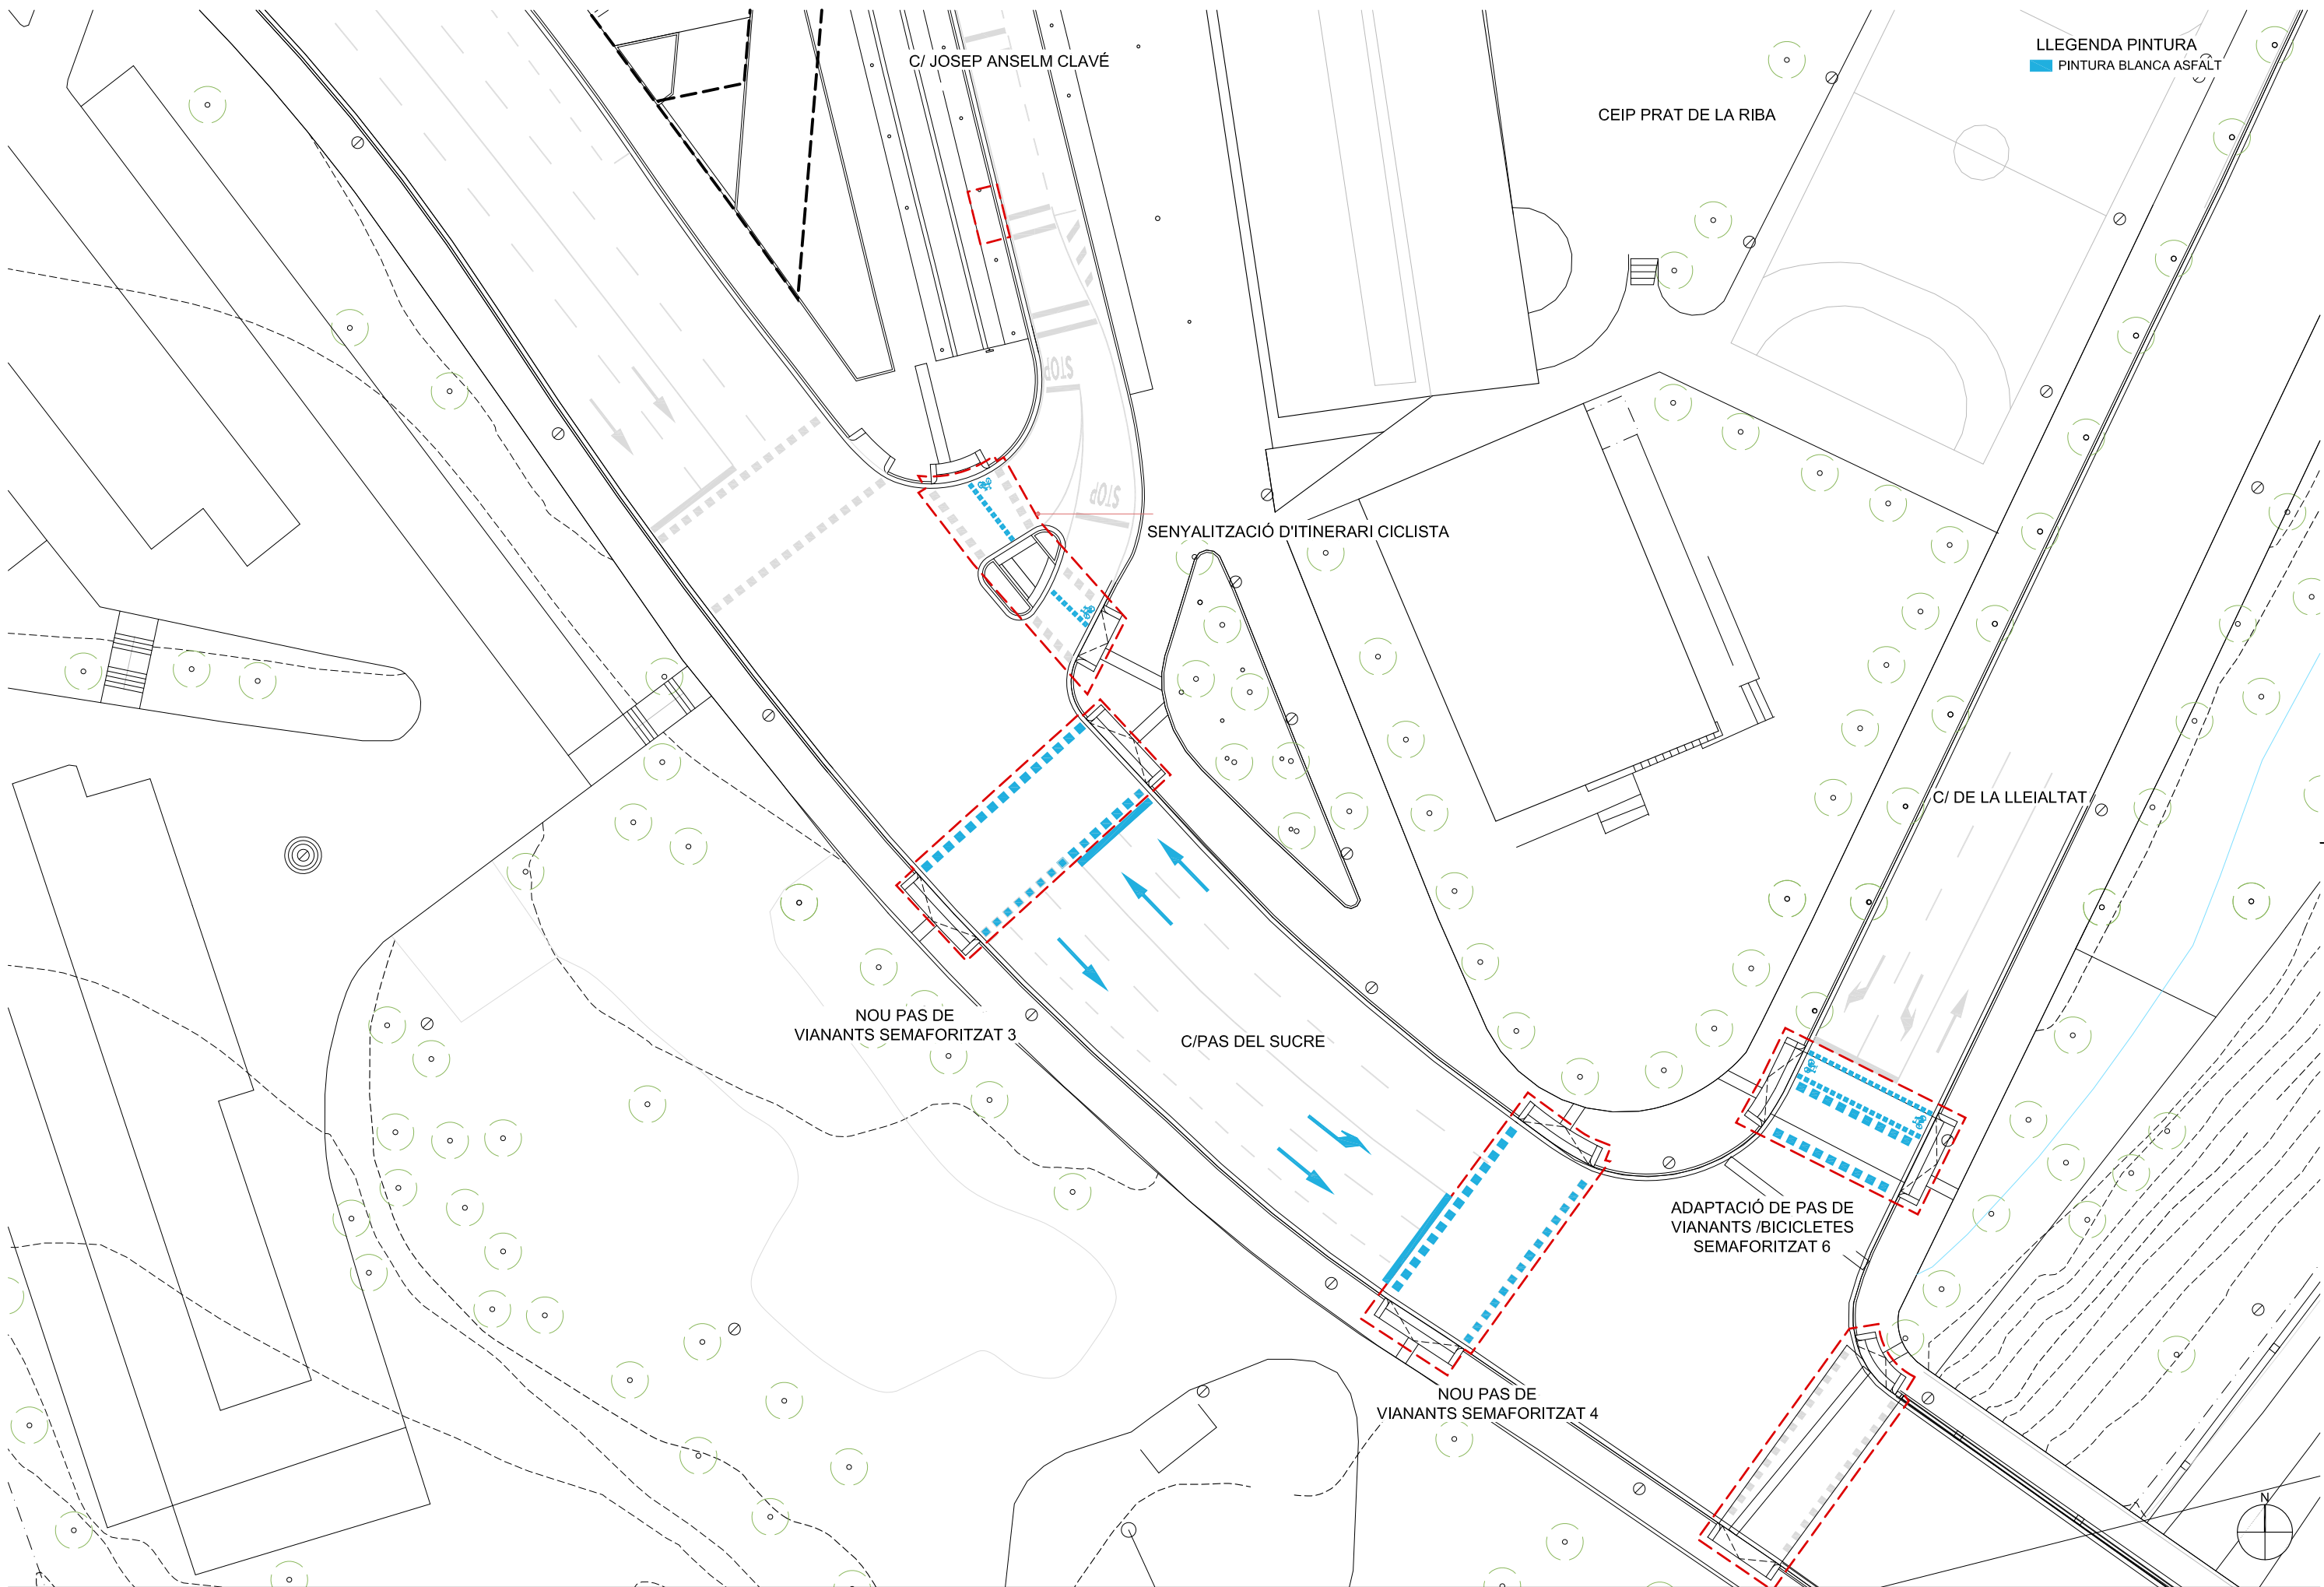 C/ JOSEP ANSELM CLAVÉ
LLEGENDA PINTURA
PINTURA BLANCA ASFALT
CEIP PRAT DE LA RIBA
STOP
STOP
SENYALITZACIÓ D'ITINERARI CICLISTA
C/ DE LA LLEIALTAT
NOU PAS DE
VIANANTS SEMAFORITZAT 3
C/PAS DEL SUCRE
ADAPTACIÓ DE PAS DE
VIANANTS /BICICLETES
SEMAFORITZAT 6
NOU PAS DE
VIANANTS SEMAFORITZAT 4
N